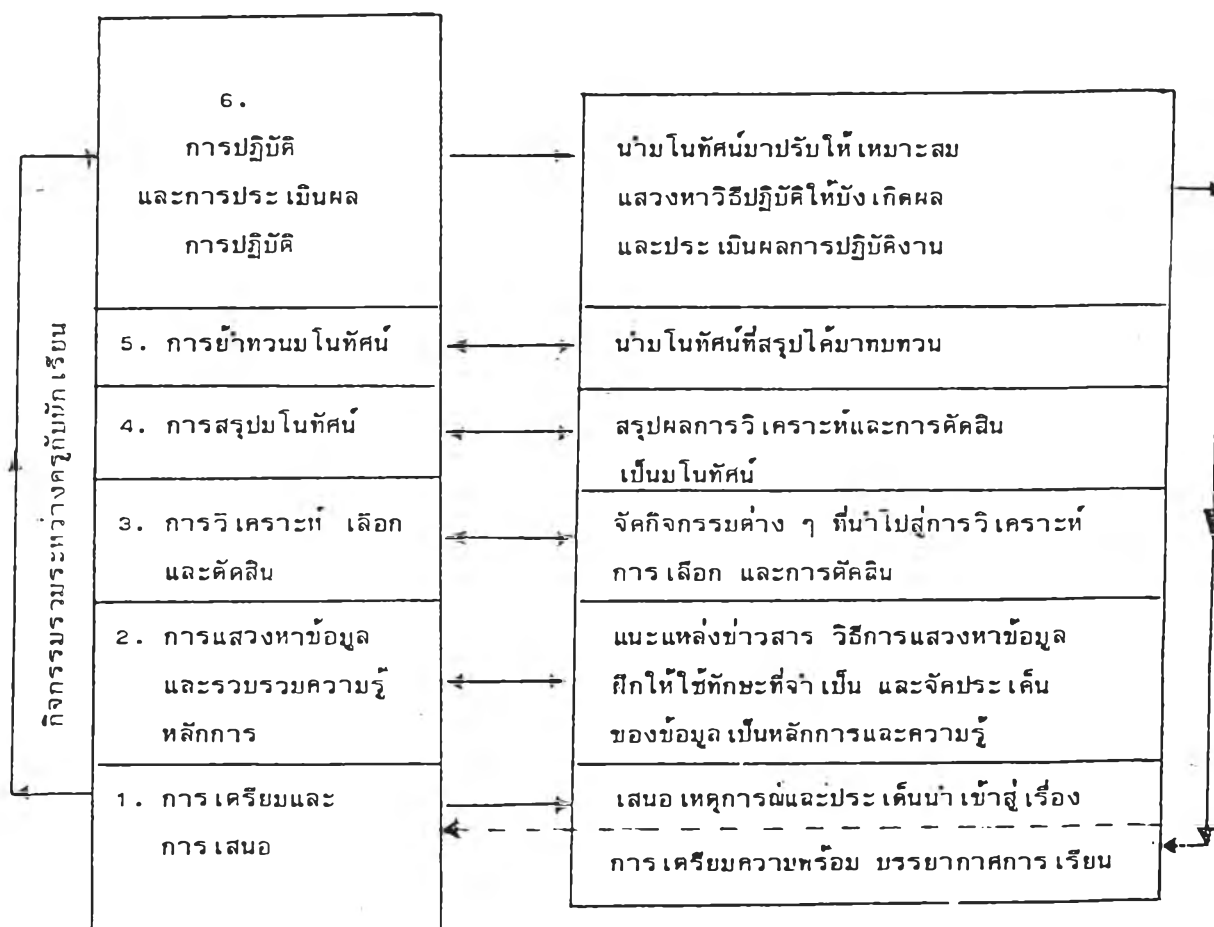 กิจกรรมรวมระหว่างครูกับนักเรียน
6.
การปฏิบัติ
และการประเมินผล
การปฏิบัติ
นำมโนทัศน์มาปรับให้เหมาะสม
แสวงหาวิธีปฏิบัติให้บังเกิดผล
และประเมินผลการปฏิบัติงาน
5. การย้ำทวนมโนทัศน์
นำมโนทัศน์ที่สรุปได้มาทบทวน
4. การสรุปมโนทัศน์
สรุปผลการวิเคราะห์และการตัดสิน
เป็นมโนทัศน์
3. การวิเคราะห์ เลือก
และตัดสิน
จัดกิจกรรมต่าง ๆ ที่นำไปสู่การวิเคราะห์
การเลือก และการตัดสิน
2. การแสวงหาข้อมูล
และรวบรวมความรู้
หลักการ
แนะแหล่งข่าวสาร วิธีการแสวงหาข้อมูล
ฝึกให้ใช้ทักษะที่จำเป็น และจัดประเด็น
ของข้อมูลเป็นหลักการและความรู้
1. การเตรียมและ
การเสนอ
เสนอเหตุการณ์และประเด็นนำเข้าสู่เรื่อง
การเตรียมความพร้อม บรรยากาศการเรียน